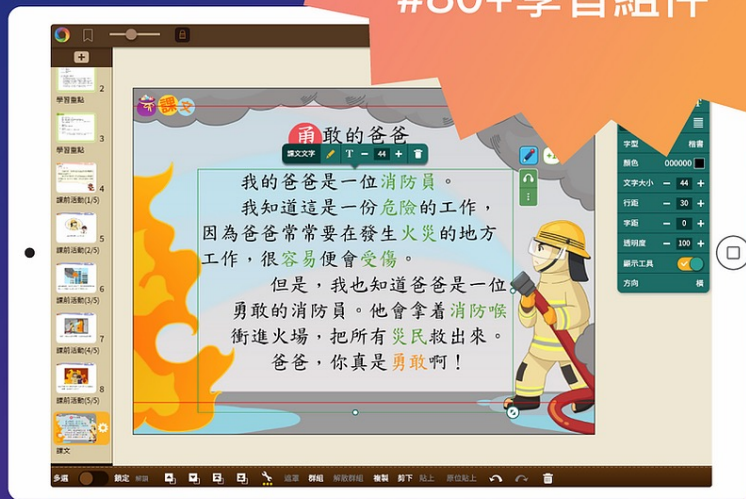 #80+學習組件
2
學習重點
3
學習重點
4
課前活動(1/5)
5
課前活動(2/5)
6
課前活動(3/5)
7
課前活動(4/5)
8
課前活動(5/5)
課文
課文
勇敢的爸爸
課文文字 T − 44 +
我的爸爸是一位消防員。
我知道這是一份危險的工作,
因為爸爸常常要在發生火災的地方
工作,很容易便會受傷。
但是,我也知道爸爸是一位
勇敢的消防員。他會拿着消防喉
衝進火場,把所有災民救出來。
爸爸,你真是勇敢啊!
字型 楷書
顏色 000000
文字大小 − 44 +
行距 − 30 +
字距 − 0 +
透明度 − 100 +
顯示工具
方向 橫
多選 鎖定 解鎖 遮罩 群組 解散群組 複製 剪下 貼上 原位貼上